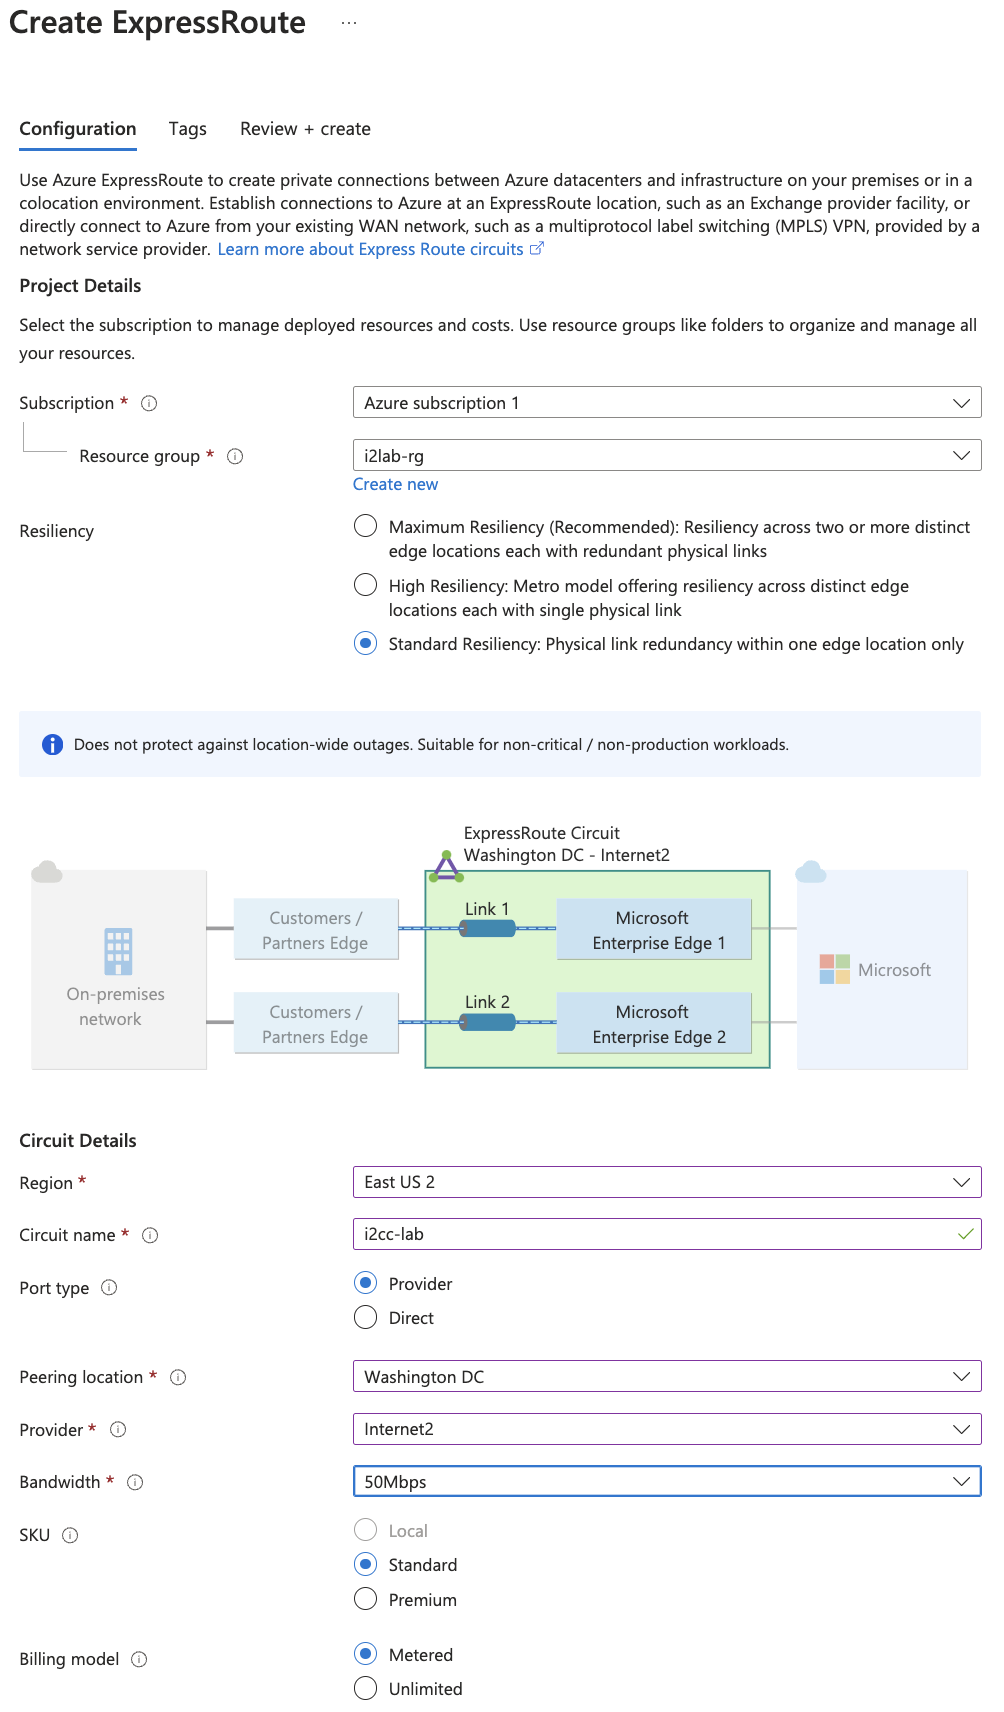 Create ExpressRoute ...
Configuration Tags Review + create
Use Azure ExpressRoute to create private connections between Azure datacenters and infrastructure on your premises or in a
colocation environment. Establish connections to Azure at an ExpressRoute location, such as an Exchange provider facility, or
directly connect to Azure from your existing WAN network, such as a multiprotocol label switching (MPLS) VPN, provided by a
network service provider. Learn more about Express Route circuits
Project Details
Select the subscription to manage deployed resources and costs. Use resource groups like folders to organize and manage all
your resources.
Subscription * Azure subscription 1
Resource group * i2lab-rg
Create new
Resiliency
Maximum Resiliency (Recommended): Resiliency across two or more distinct
edge locations each with redundant physical links
High Resiliency: Metro model offering resiliency across distinct edge
locations each with single physical link
Standard Resiliency: Physical link redundancy within one edge location only
Does not protect against location-wide outages. Suitable for non-critical / non-production workloads.
ExpressRoute Circuit
Washington DC - Internet2
On-premises
network
Customers /
Partners Edge
Link 1
Microsoft
Enterprise Edge 1
Customers /
Partners Edge
Link 2
Microsoft
Enterprise Edge 2
Microsoft
Circuit Details
Region * East US 2
Circuit name * i2cc-lab
Port type Provider
Direct
Peering location * Washington DC
Provider * Internet2
Bandwidth * 50Mbps
SKU Local
Standard
Premium
Billing model Metered
Unlimited